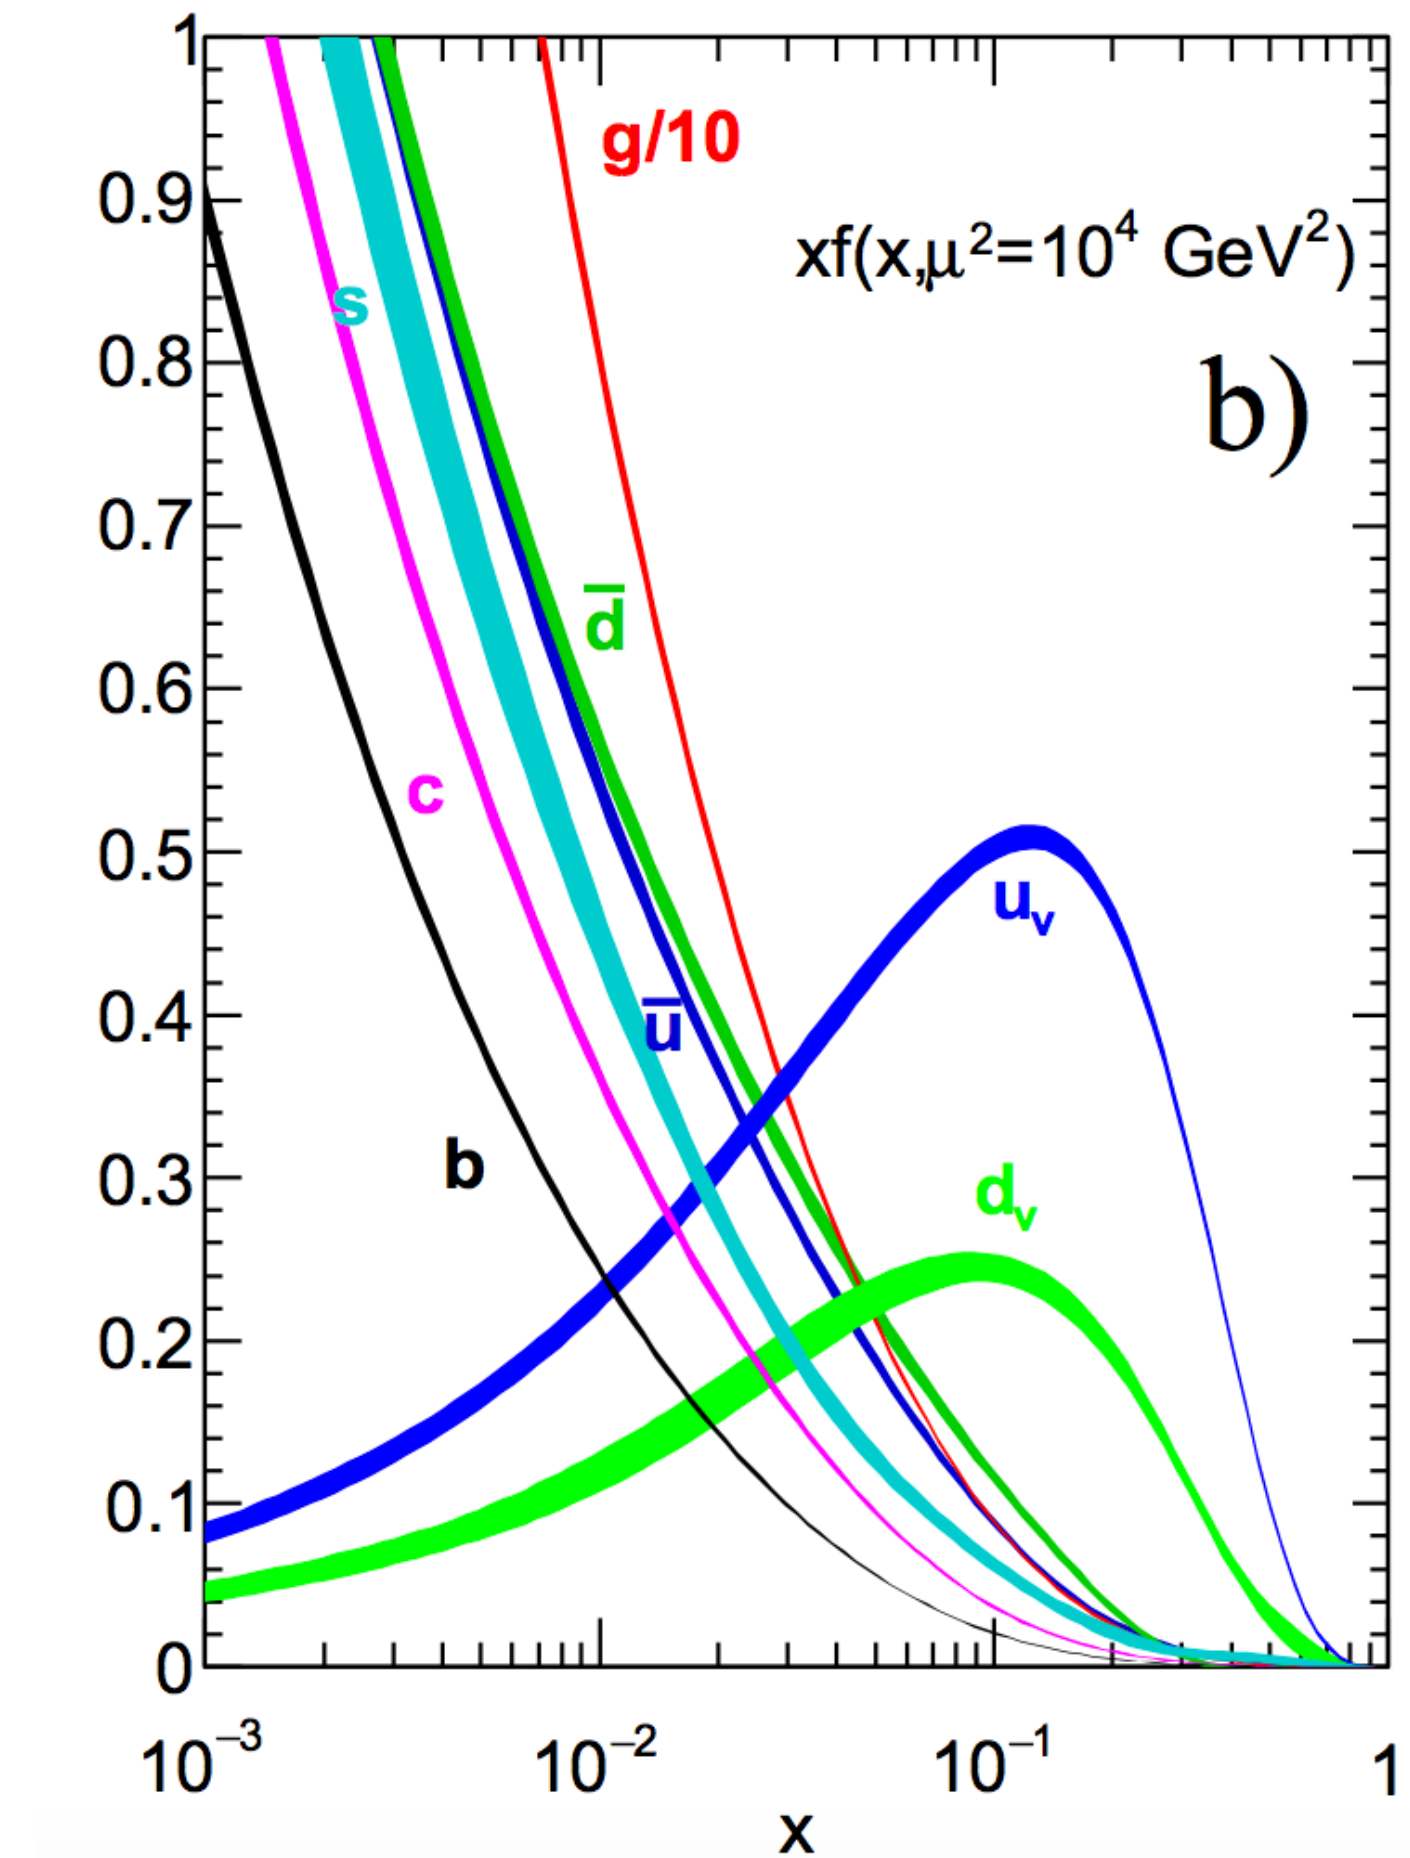 1
g/10
0.9
xf(x,μ²=10⁴ GeV²)
s
0.8
b)
0.7
d̅
0.6
c
0.5
u_v
0.4
u̅
b
0.3
d_v
0.2
0.1
0
10⁻³ 10⁻² 10⁻¹ 1
x